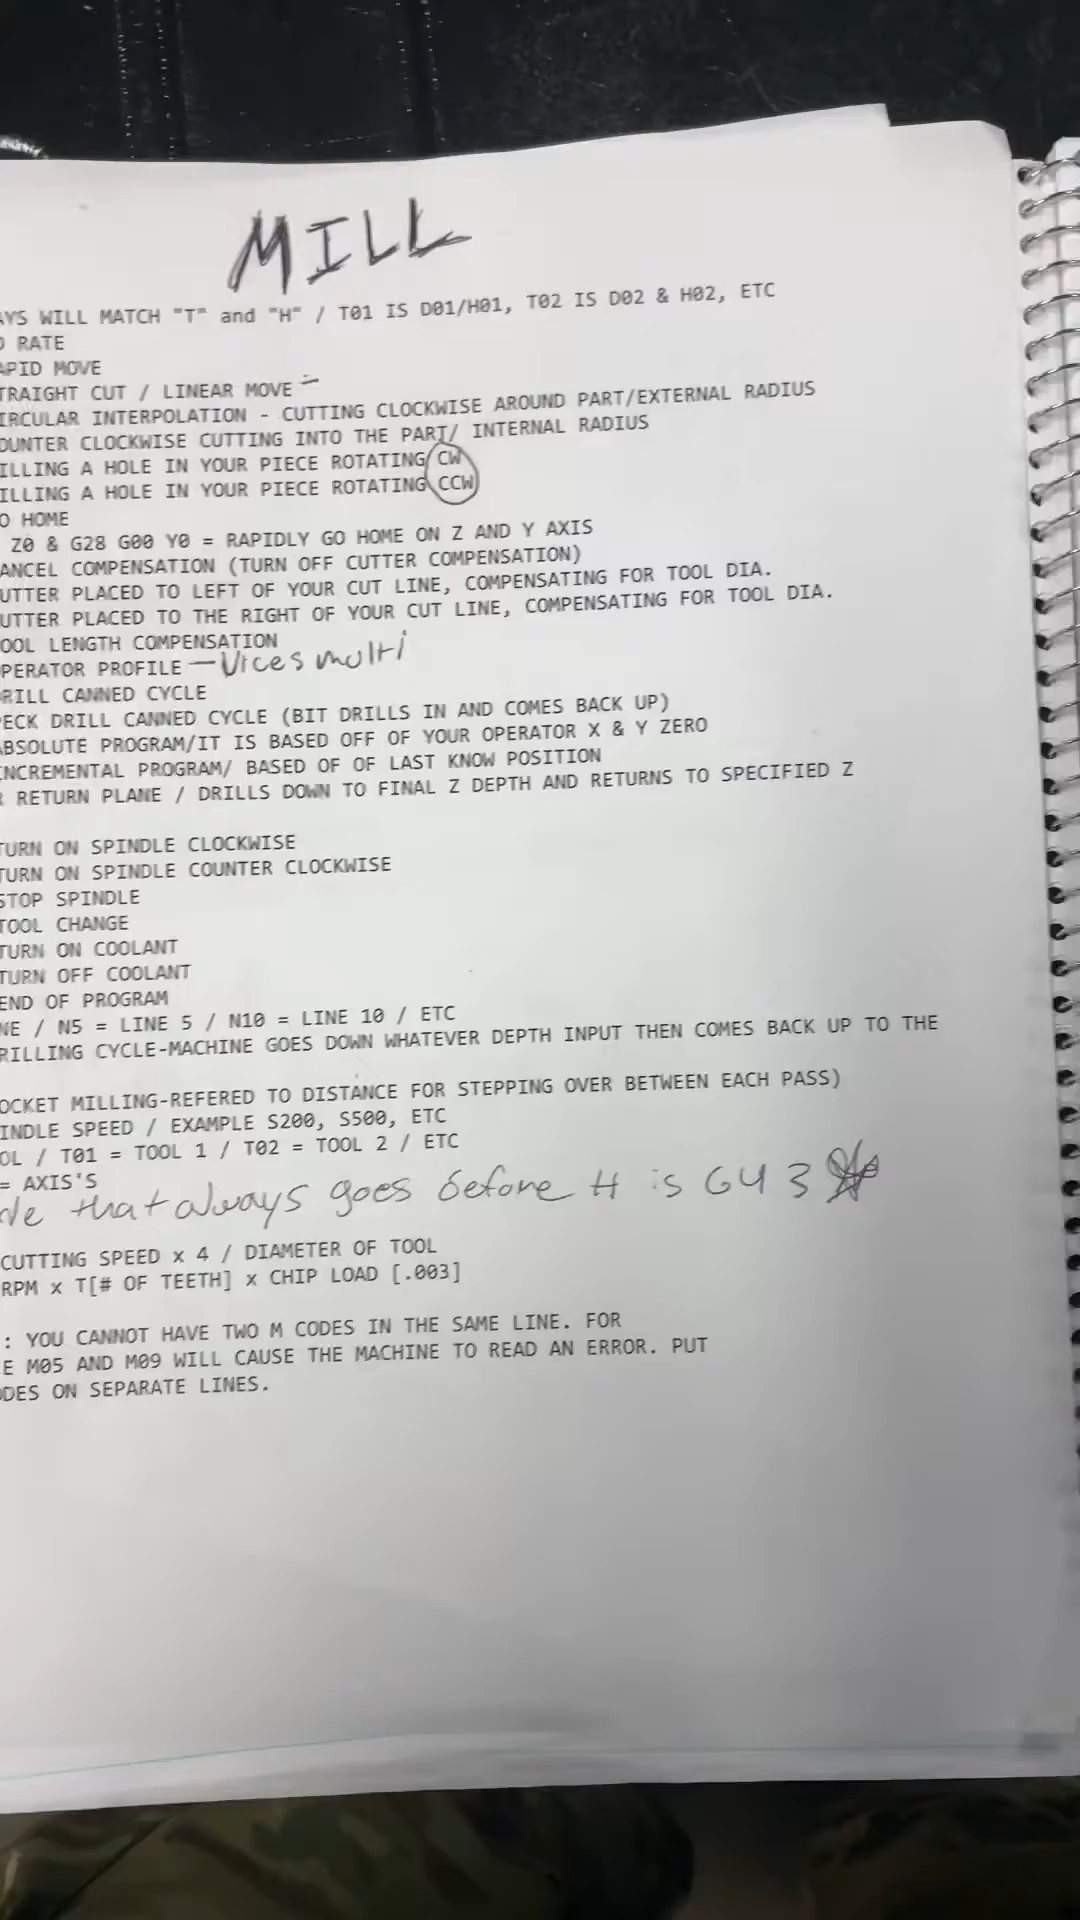 MILL
AYS WILL MATCH "T" and "H" / T01 IS D01/H01, T02 IS D02 & H02, ETC
D RATE
APID MOVE
TRAIGHT CUT / LINEAR MOVE -
IRCULAR INTERPOLATION - CUTTING CLOCKWISE AROUND PART/EXTERNAL RADIUS
OUNTER CLOCKWISE CUTTING INTO THE PART/ INTERNAL RADIUS
ILLING A HOLE IN YOUR PIECE ROTATING CW
ILLING A HOLE IN YOUR PIECE ROTATING CCW
O HOME
Z0 & G28 G00 Y0 = RAPIDLY GO HOME ON Z AND Y AXIS
ANCEL COMPENSATION (TURN OFF CUTTER COMPENSATION)
UTTER PLACED TO LEFT OF YOUR CUT LINE, COMPENSATING FOR TOOL DIA.
UTTER PLACED TO THE RIGHT OF YOUR CUT LINE, COMPENSATING FOR TOOL DIA.
OOL LENGTH COMPENSATION
PERATOR PROFILE - Vices multi
RILL CANNED CYCLE
PECK DRILL CANNED CYCLE (BIT DRILLS IN AND COMES BACK UP)
ABSOLUTE PROGRAM/IT IS BASED OFF OF YOUR OPERATOR X & Y ZERO
INCREMENTAL PROGRAM/ BASED OF OF LAST KNOW POSITION
R RETURN PLANE / DRILLS DOWN TO FINAL Z DEPTH AND RETURNS TO SPECIFIED Z
TURN ON SPINDLE CLOCKWISE
TURN ON SPINDLE COUNTER CLOCKWISE
STOP SPINDLE
TOOL CHANGE
TURN ON COOLANT
TURN OFF COOLANT
END OF PROGRAM
NE / N5 = LINE 5 / N10 = LINE 10 / ETC
RILLING CYCLE-MACHINE GOES DOWN WHATEVER DEPTH INPUT THEN COMES BACK UP TO THE
OCKET MILLING-REFERED TO DISTANCE FOR STEPPING OVER BETWEEN EACH PASS)
INDLE SPEED / EXAMPLE S200, S500, ETC
OL / T01 = TOOL 1 / T02 = TOOL 2 / ETC
= AXIS'S
de that always goes before H is G43
CUTTING SPEED x 4 / DIAMETER OF TOOL
RPM x T[# OF TEETH] x CHIP LOAD [.003]
: YOU CANNOT HAVE TWO M CODES IN THE SAME LINE. FOR
E M05 AND M09 WILL CAUSE THE MACHINE TO READ AN ERROR. PUT
ODES ON SEPARATE LINES.